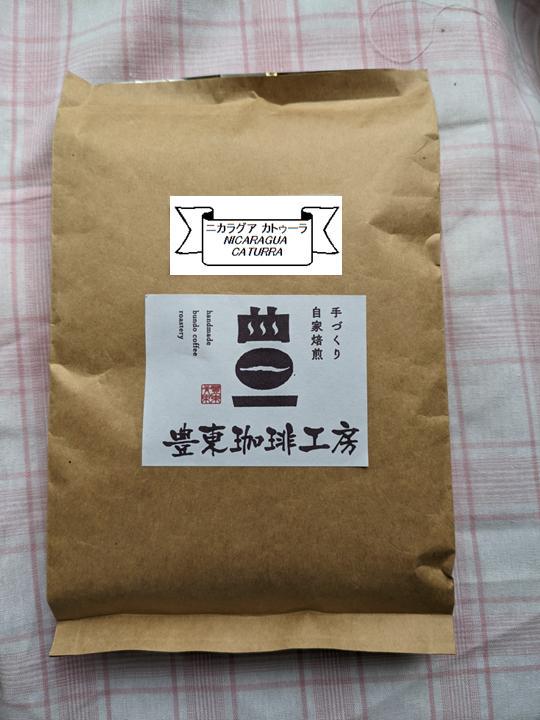 ニカラグア カトゥーラ
NICARAGUA
CATURRA
手づくり
自家焙煎
handmade
bundo coffee
roastery
豊東珈琲工房